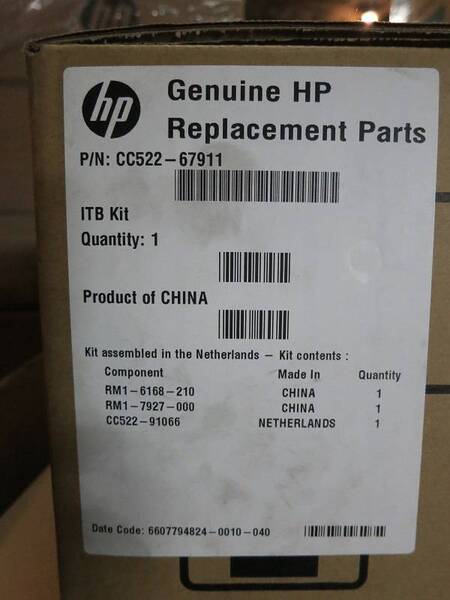 hp
Genuine HP
Replacement Parts
P/N: CC522-67911
ITB Kit
Quantity: 1
Product of CHINA
Kit assembled in the Netherlands - Kit contents :
Component Made In Quantity
RM1-6168-210 CHINA 1
RM1-7927-000 CHINA 1
CC522-91066 NETHERLANDS 1
Date Code: 6607794824-0010-040